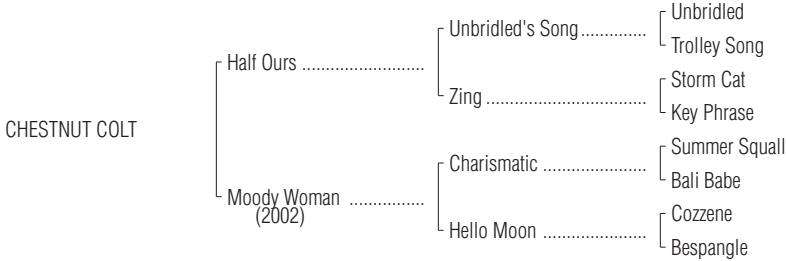 Unbridled
Unbridled's Song..............
Trolley Song
Half Ours ..........................
Storm Cat
Zing ..................................
Key Phrase
CHESTNUT COLT
Summer Squall
Charismatic ......................
Bali Babe
Moody Woman ................
(2002)
Cozzene
Hello Moon ......................
Bespangle